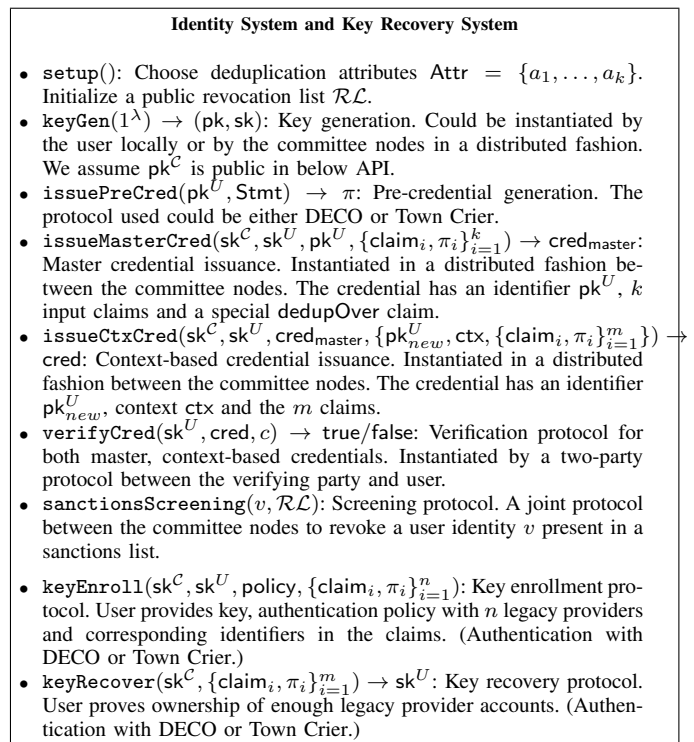 Identity System and Key Recovery System
• setup(): Choose deduplication attributes Attr = {a₁, . . . , aₖ}.
Initialize a public revocation list ℛℒ.
• keyGen(1^λ) → (pk, sk): Key generation. Could be instantiated by
the user locally or by the committee nodes in a distributed fashion.
We assume pk^𝒞 is public in below API.
• issuePreCred(pk^U, Stmt) → π: Pre-credential generation. The
protocol used could be either DECO or Town Crier.
• issueMasterCred(sk^𝒞, sk^U, pk^U, {claim_i, π_i}_{i=1}^k) → cred_master:
Master credential issuance. Instantiated in a distributed fashion be-
tween the committee nodes. The credential has an identifier pk^U, k
input claims and a special dedupOver claim.
• issueCtxCred(sk^𝒞, sk^U, cred_master, {pk_{new}^U, ctx, {claim_i, π_i}_{i=1}^m}) →
cred: Context-based credential issuance. Instantiated in a distributed
fashion between the committee nodes. The credential has an identifier
pk_{new}^U, context ctx and the m claims.
• verifyCred(sk^U, cred, c) → true/false: Verification protocol for
both master, context-based credentials. Instantiated by a two-party
protocol between the verifying party and user.
• sanctionsScreening(v, ℛℒ): Screening protocol. A joint protocol
between the committee nodes to revoke a user identity v present in a
sanctions list.
• keyEnroll(sk^𝒞, sk^U, policy, {claim_i, π_i}_{i=1}^n): Key enrollment pro-
tocol. User provides key, authentication policy with n legacy providers
and corresponding identifiers in the claims. (Authentication with
DECO or Town Crier.)
• keyRecover(sk^𝒞, {claim_i, π_i}_{i=1}^m) → sk^U: Key recovery protocol.
User proves ownership of enough legacy provider accounts. (Authen-
tication with DECO or Town Crier.)